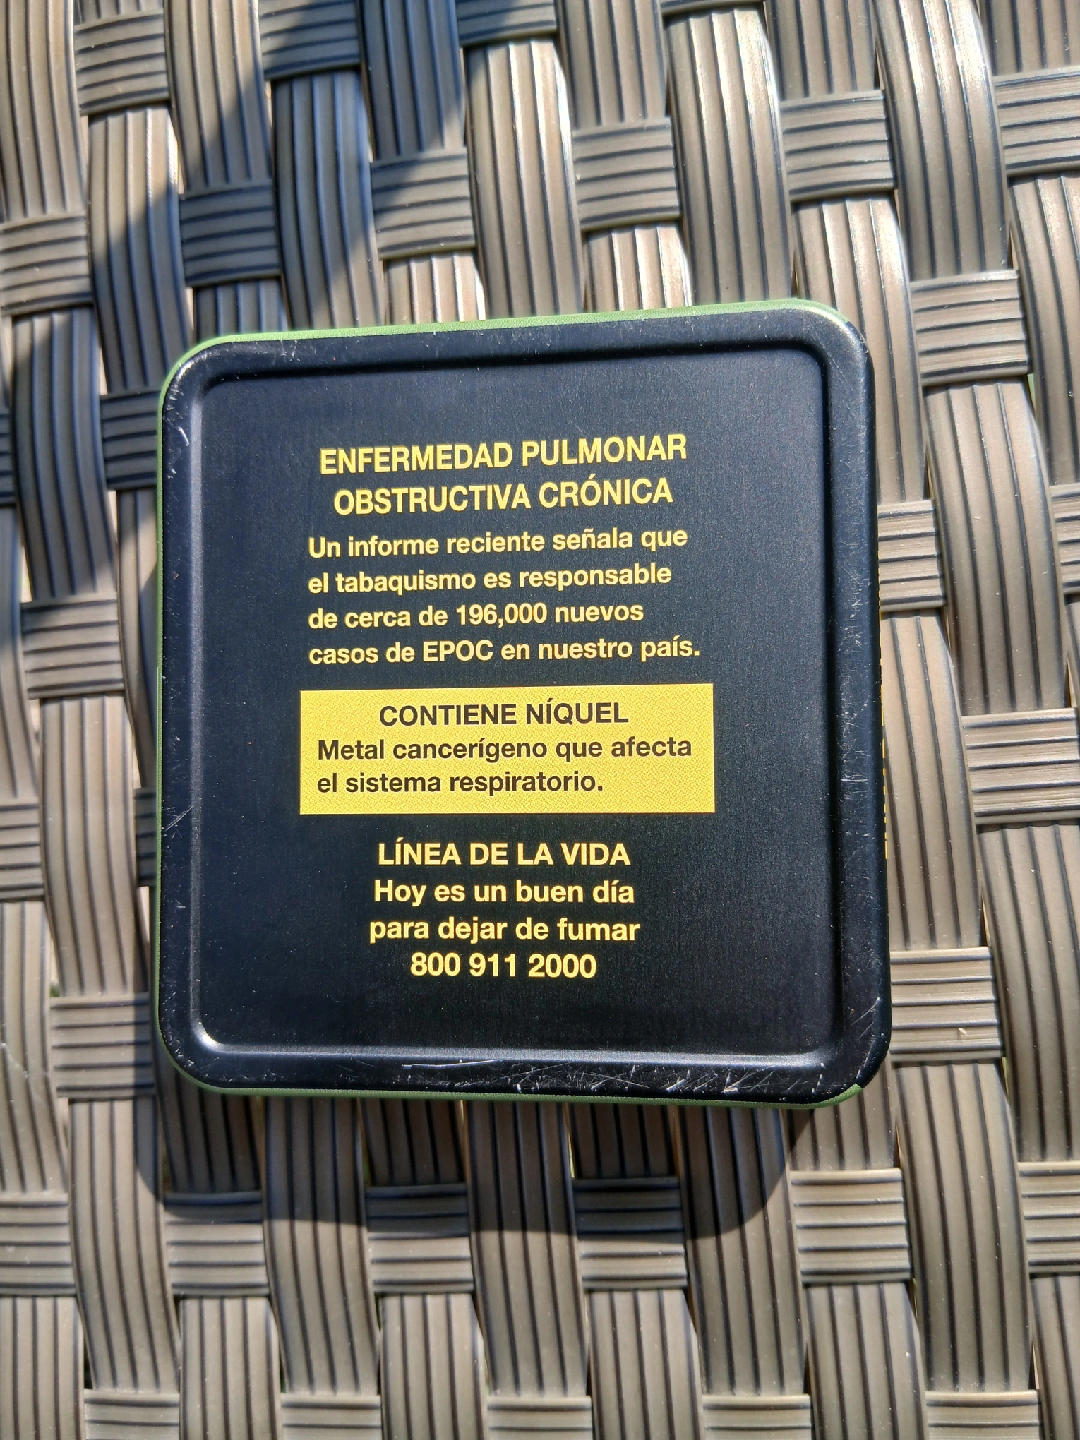 ENFERMEDAD PULMONAR
OBSTRUCTIVA CRÓNICA
Un informe reciente señala que
el tabaquismo es responsable
de cerca de 196,000 nuevos
casos de EPOC en nuestro país.
CONTIENE NÍQUEL
Metal cancerígeno que afecta
el sistema respiratorio.
LÍNEA DE LA VIDA
Hoy es un buen día
para dejar de fumar
800 911 2000